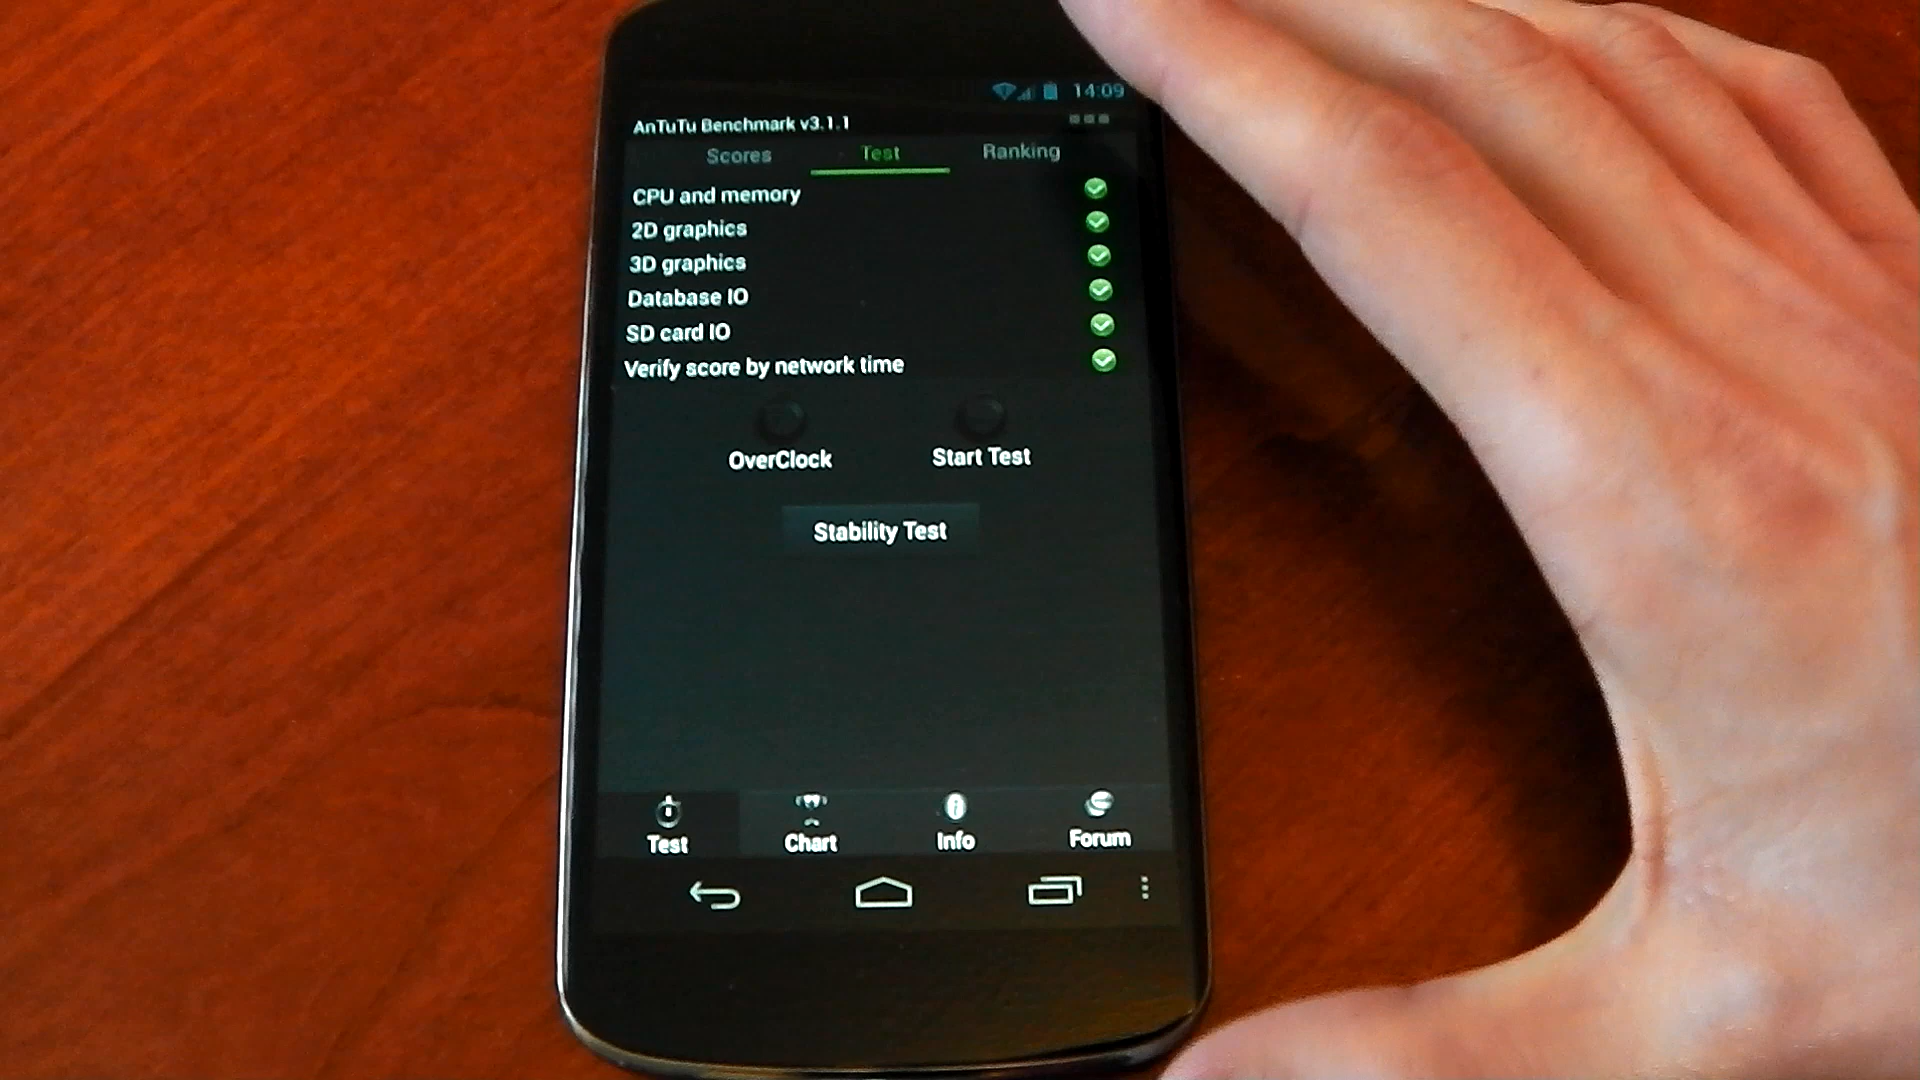 14:09
AnTuTu Benchmark v3.1.1
Scores Test Ranking
CPU and memory
2D graphics
3D graphics
Database IO
SD card IO
Verify score by network time
OverClock Start Test
Stability Test
Test Chart Info Forum